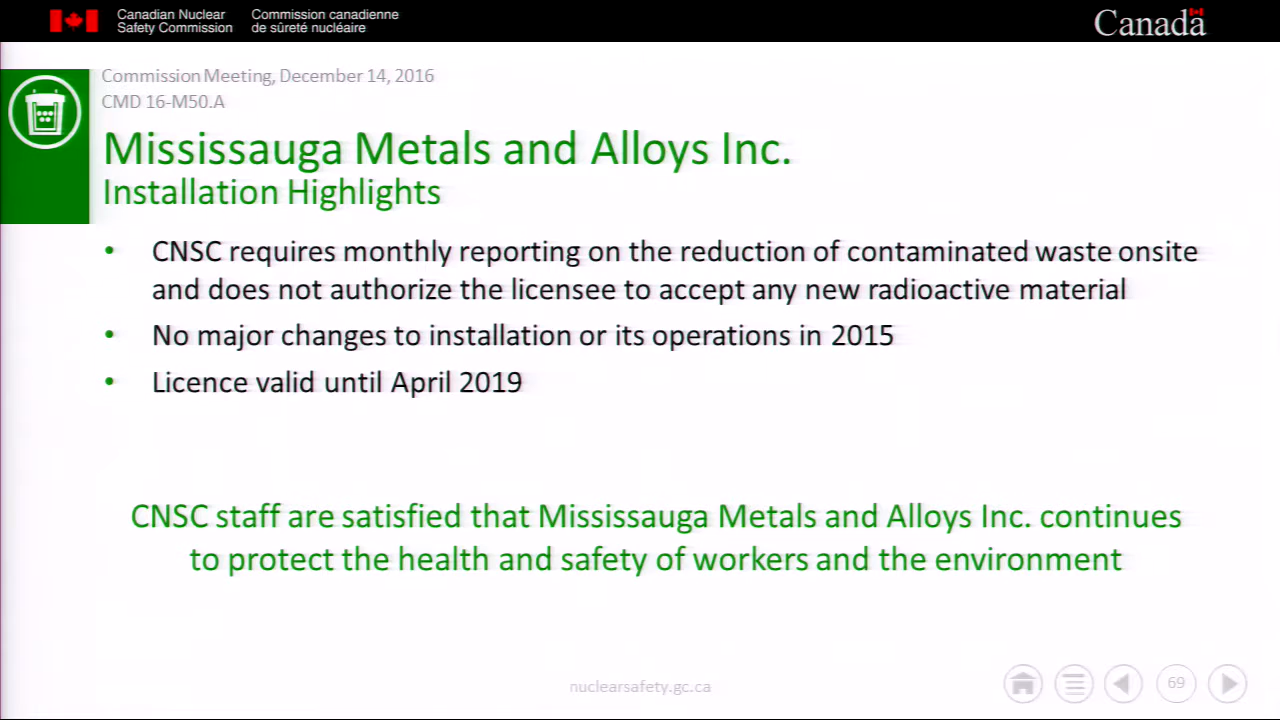 Canadian Nuclear Safety Commission
Commission canadienne de sûreté nucléaire
Canada
Commission Meeting, December 14, 2016
CMD 16-M50.A
Mississauga Metals and Alloys Inc.
Installation Highlights
• CNSC requires monthly reporting on the reduction of contaminated waste onsite
and does not authorize the licensee to accept any new radioactive material
• No major changes to installation or its operations in 2015
• Licence valid until April 2019
CNSC staff are satisfied that Mississauga Metals and Alloys Inc. continues
to protect the health and safety of workers and the environment
nuclearsafety.gc.ca
69